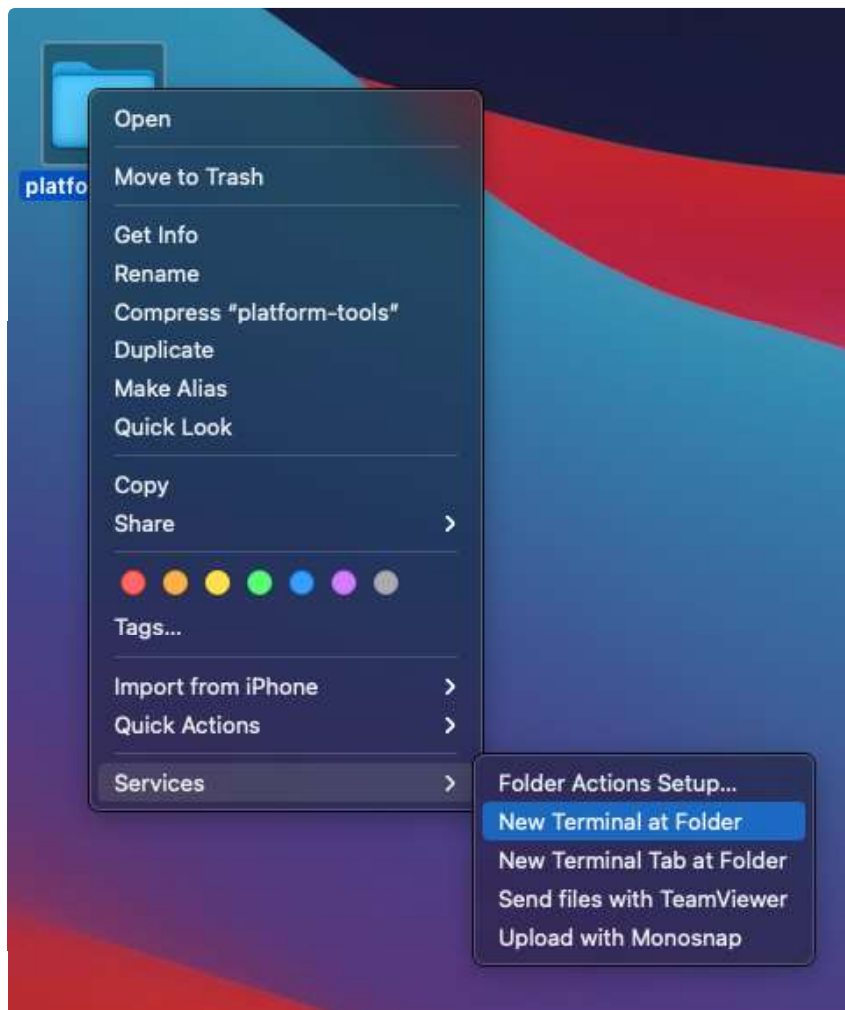 Open
Move to Trash
platfo
Get Info
Rename
Compress “platform-tools”
Duplicate
Make Alias
Quick Look
Copy
Share
Tags...
Import from iPhone
Quick Actions
Services
Folder Actions Setup...
New Terminal at Folder
New Terminal Tab at Folder
Send files with TeamViewer
Upload with Monosnap